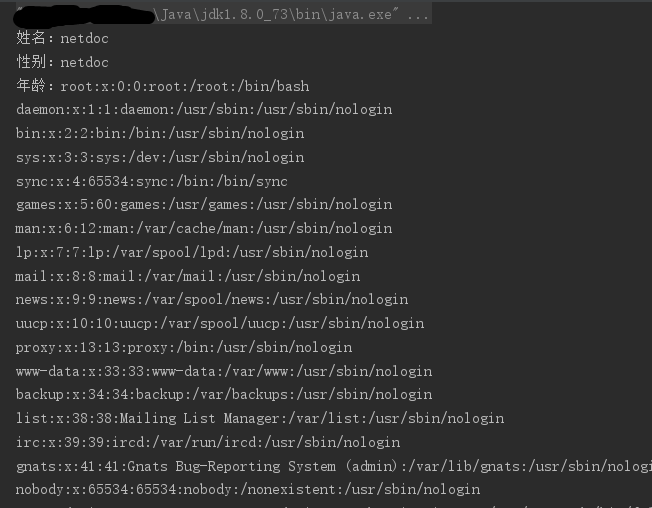 \Java\jdk1.8.0_73\bin\java.exe" ...
姓名：netdoc
性别：netdoc
年龄：root:x:0:0:root:/root:/bin/bash
daemon:x:1:1:daemon:/usr/sbin:/usr/sbin/nologin
bin:x:2:2:bin:/bin:/usr/sbin/nologin
sys:x:3:3:sys:/dev:/usr/sbin/nologin
sync:x:4:65534:sync:/bin:/bin/sync
games:x:5:60:games:/usr/games:/usr/sbin/nologin
man:x:6:12:man:/var/cache/man:/usr/sbin/nologin
lp:x:7:7:lp:/var/spool/lpd:/usr/sbin/nologin
mail:x:8:8:mail:/var/mail:/usr/sbin/nologin
news:x:9:9:news:/var/spool/news:/usr/sbin/nologin
uucp:x:10:10:uucp:/var/spool/uucp:/usr/sbin/nologin
proxy:x:13:13:proxy:/bin:/usr/sbin/nologin
www-data:x:33:33:www-data:/var/www:/usr/sbin/nologin
backup:x:34:34:backup:/var/backups:/usr/sbin/nologin
list:x:38:38:Mailing List Manager:/var/list:/usr/sbin/nologin
irc:x:39:39:ircd:/var/run/ircd:/usr/sbin/nologin
gnats:x:41:41:Gnats Bug-Reporting System (admin):/var/lib/gnats:/usr/sbin/nologi
nobody:x:65534:65534:nobody:/nonexistent:/usr/sbin/nologin